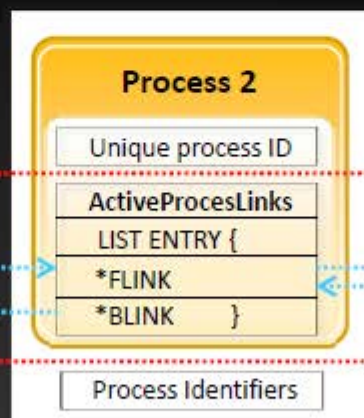 Process 2
Unique process ID
ActiveProcesLinks
LIST ENTRY {
*FLINK
*BLINK }
Process Identifiers